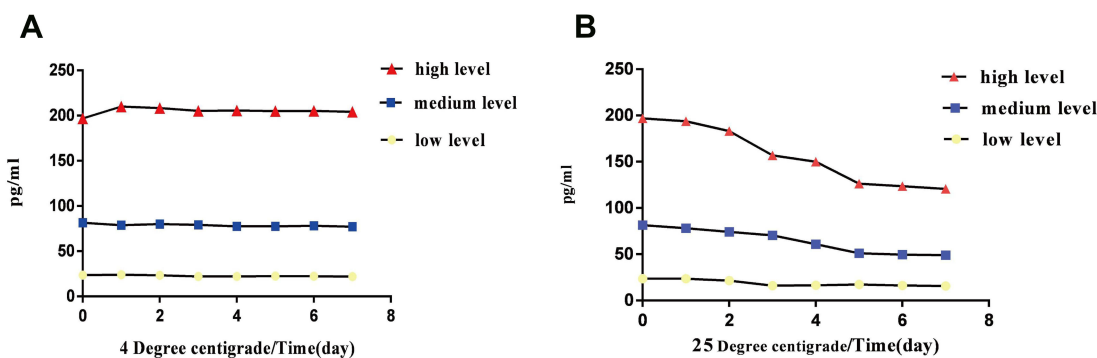 A
250
200
150
100
50
0
pg/ml
0 2 4 6 8
4 Degree centigrade/Time(day)
high level
medium level
low level
B
250
200
150
100
50
0
pg/ml
0 2 4 6 8
25 Degree centigrade/Time(day)
high level
medium level
low level